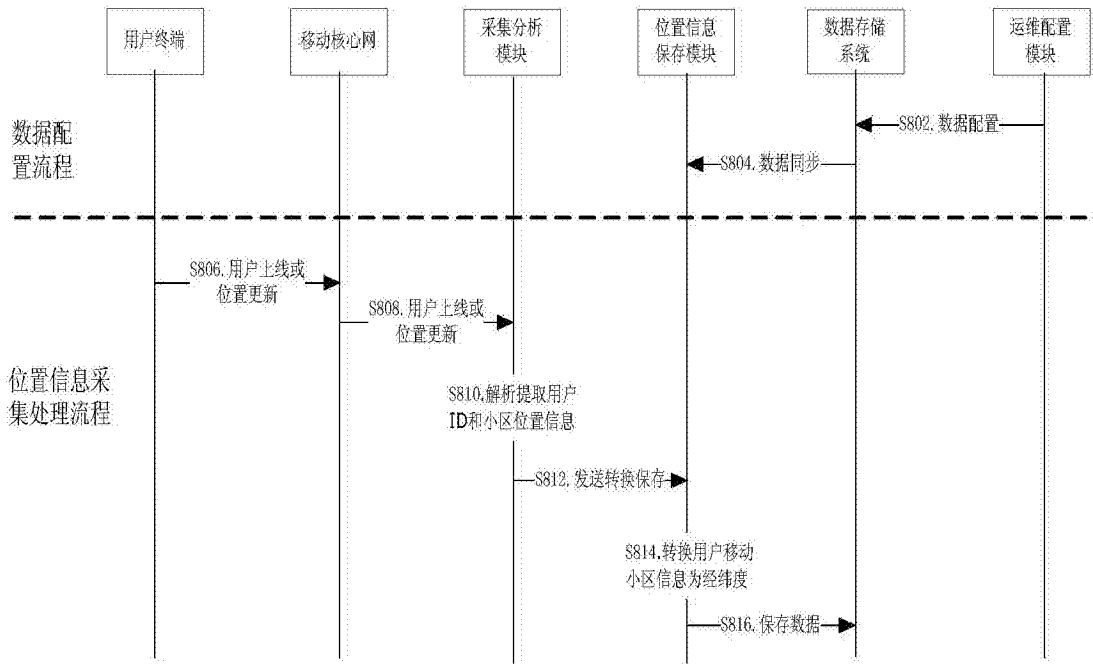 用户终端
移动核心网
采集分析
模块
位置信息
保存模块
数据存储
系统
运维配置
模块
数据配
置流程
S802.数据配置
S804.数据同步
S806.用户上线或
位置更新
S808.用户上线或
位置更新
位置信息采
集处理流程
S810.解析提取用户
ID和小区位置信息
S812.发送转换保存
S814.转换用户移动
小区信息为经纬度
S816.保存数据